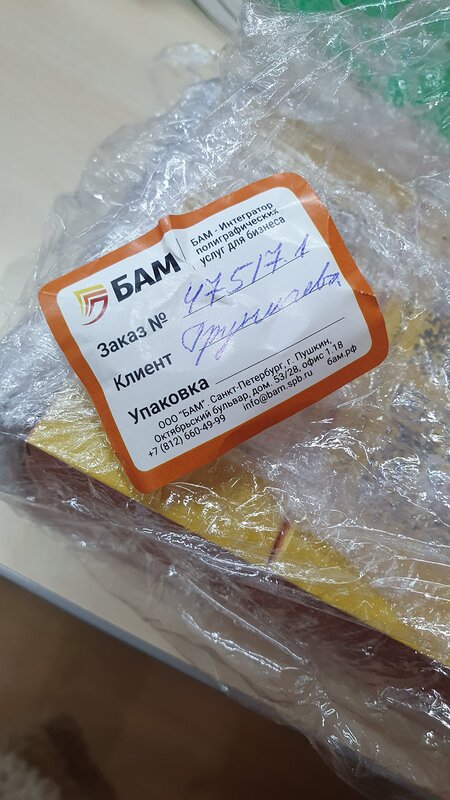 БАМ
БАМ - Интегратор
полиграфических
услуг для бизнеса
Заказ № 47517.1
Клиент
Упаковка
ООО "БАМ", Санкт-Петербург, г. Пушкин,
Октябрьский бульвар, дом. 53/28, офис 1.18
+7 (812) 660-49-99 info@bam.spb.ru бам.рф